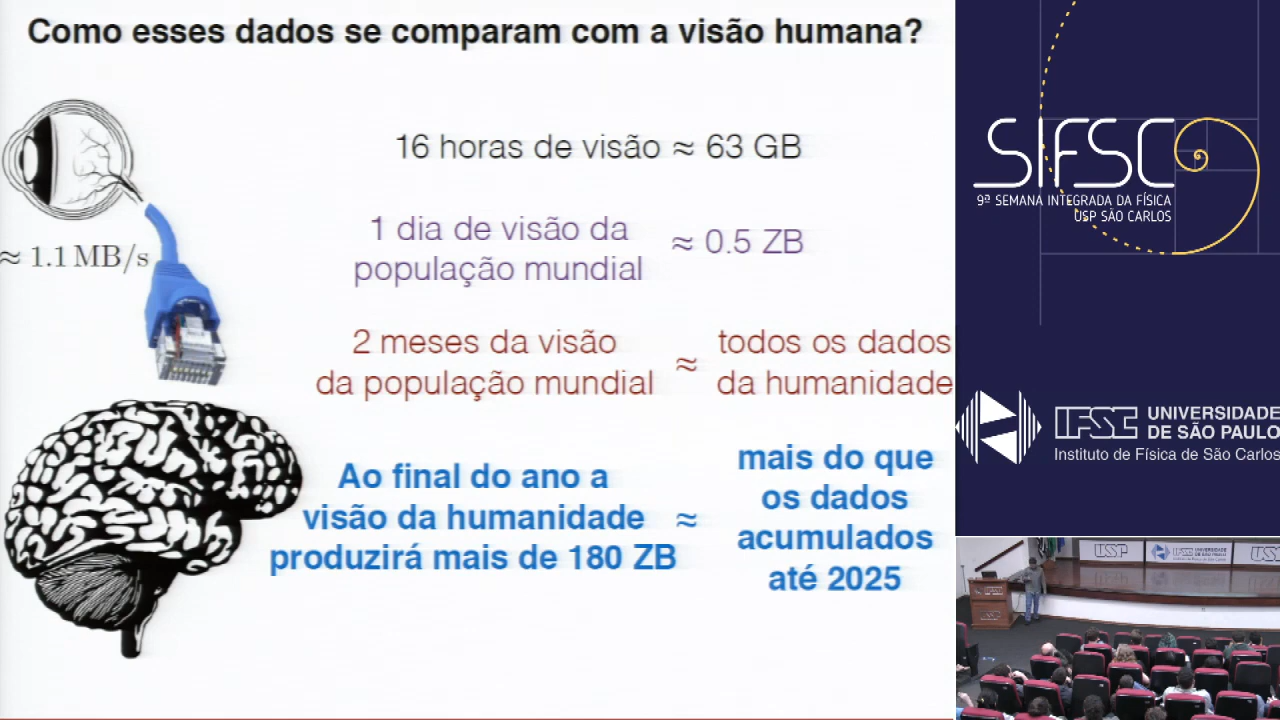 Como esses dados se comparam com a visão humana?
≈ 1.1 MB/s
16 horas de visão ≈ 63 GB
1 dia de visão da
população mundial
≈ 0.5 ZB
2 meses da visão
da população mundial
≈
todos os dados
da humanidade
Ao final do ano a
visão da humanidade
produzirá mais de 180 ZB
≈
mais do que
os dados
acumulados
até 2025
SIFSC
9ª SEMANA INTEGRADA DA FÍSICA
USP SÃO CARLOS
IFSC
UNIVERSIDADE
DE SÃO PAULO
Instituto de Física de São Carlos
USP
IFSC